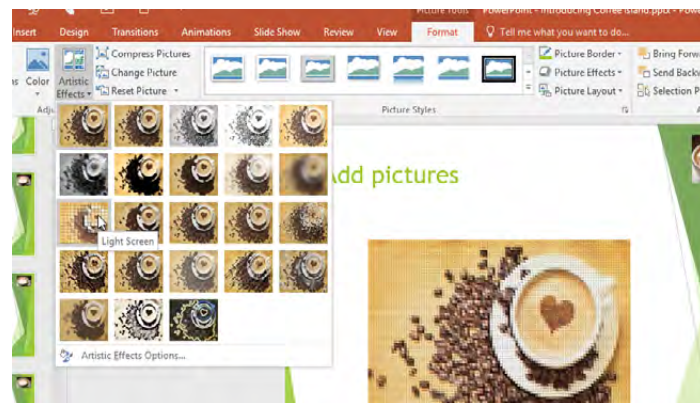 Picture Tools PowerPoint - Introducing Coffee Island.pptx - Pow
Insert Design Transitions Animations Slide Show Review View Format Tell me what you want to do...
Color
Artistic
Effects
Compress Pictures
Change Picture
Reset Picture
Picture Border
Picture Effects
Picture Layout
Bring Forw
Send Back
Selection P
Adj
Picture Styles
Light Screen
Artistic Effects Options...
Add pictures